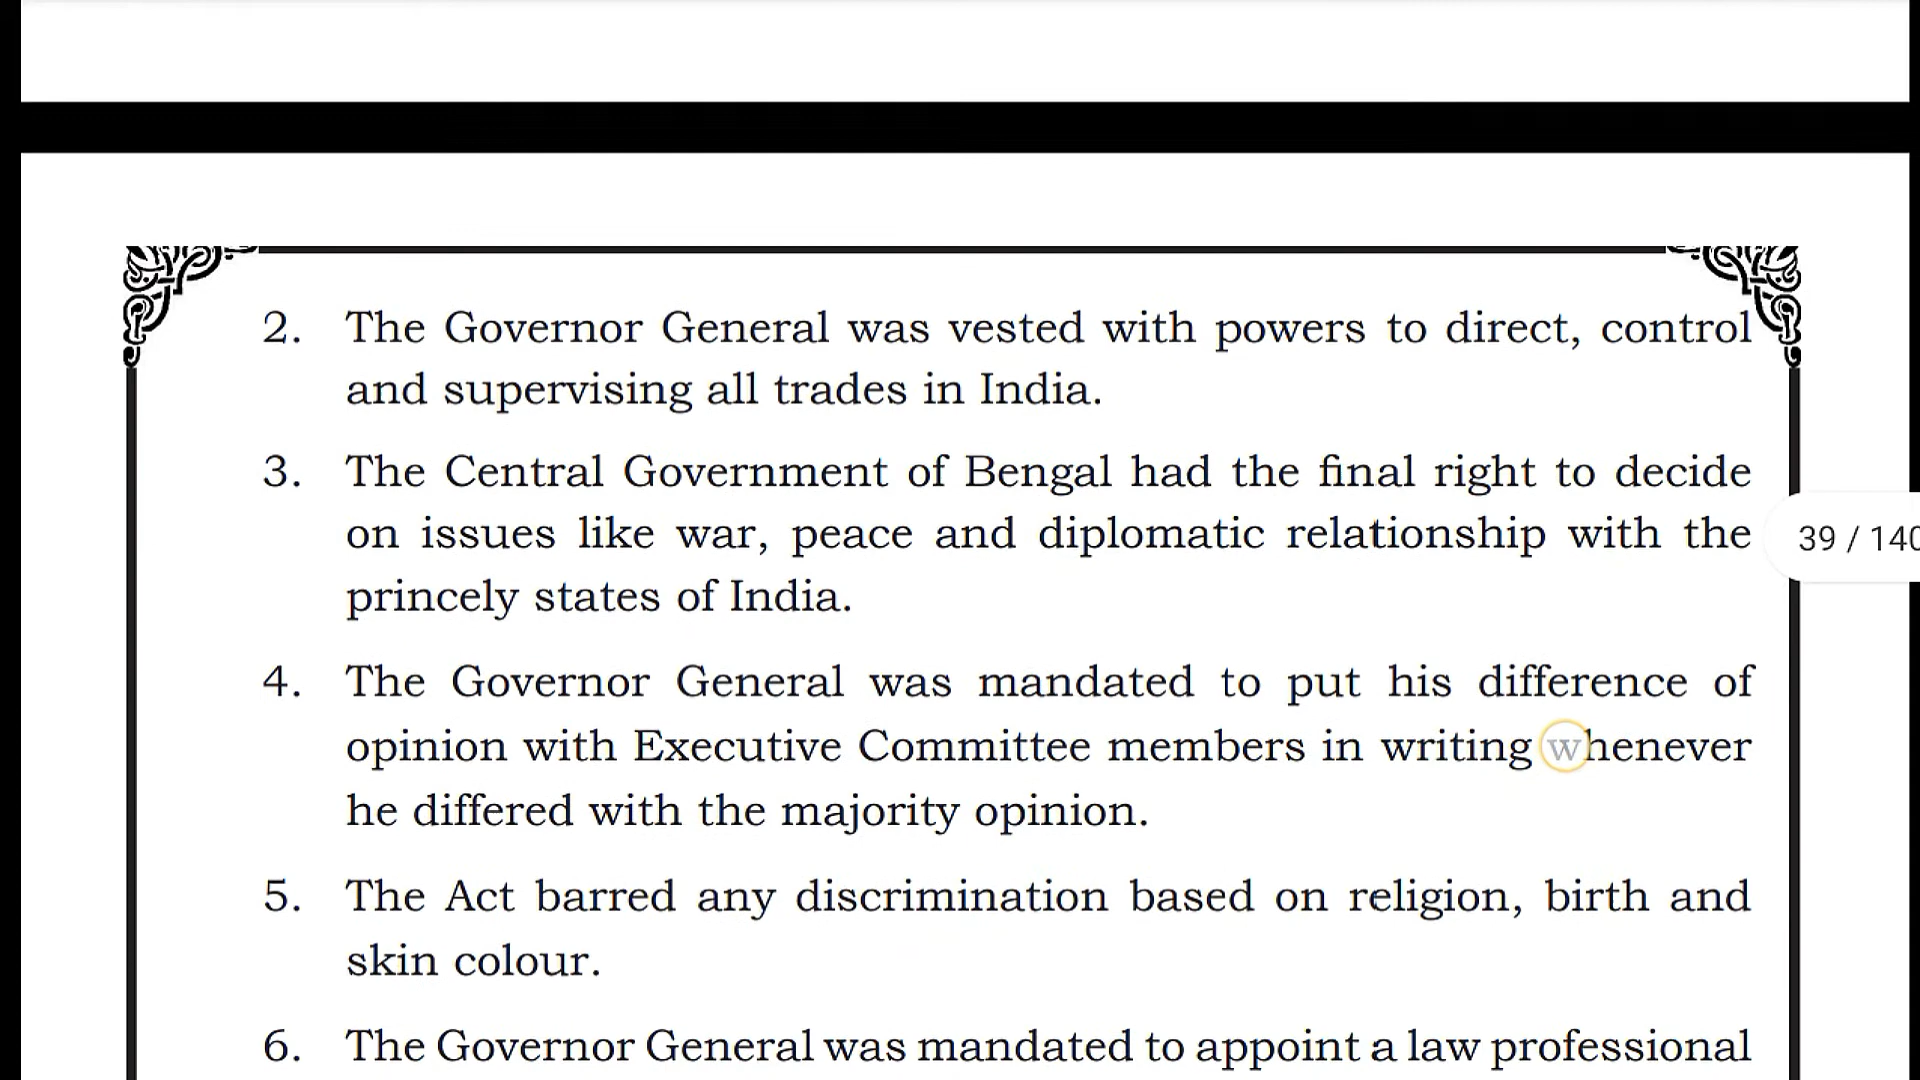 2. The Governor General was vested with powers to direct, control
and supervising all trades in India.
3. The Central Government of Bengal had the final right to decide
on issues like war, peace and diplomatic relationship with the
princely states of India.
39 / 140
4. The Governor General was mandated to put his difference of
opinion with Executive Committee members in writing whenever
he differed with the majority opinion.
5. The Act barred any discrimination based on religion, birth and
skin colour.
6. The Governor General was mandated to appoint a law professional